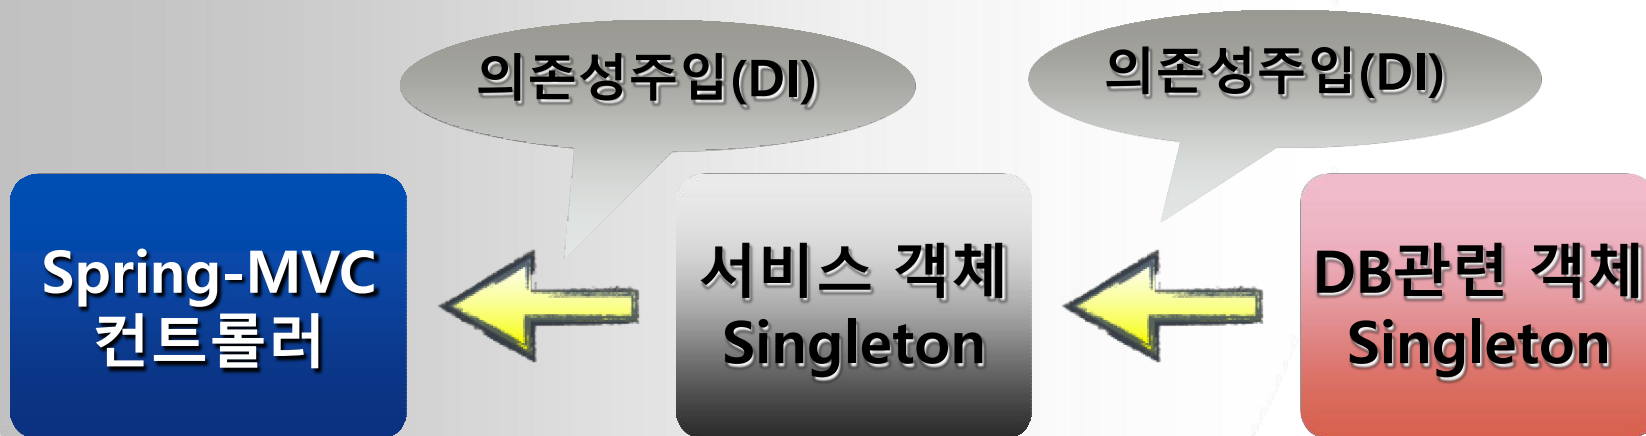 의존성주입(DI)
의존성주입(DI)
Spring-MVC
컨트롤러
서비스 객체
Singleton
DB관련 객체
Singleton